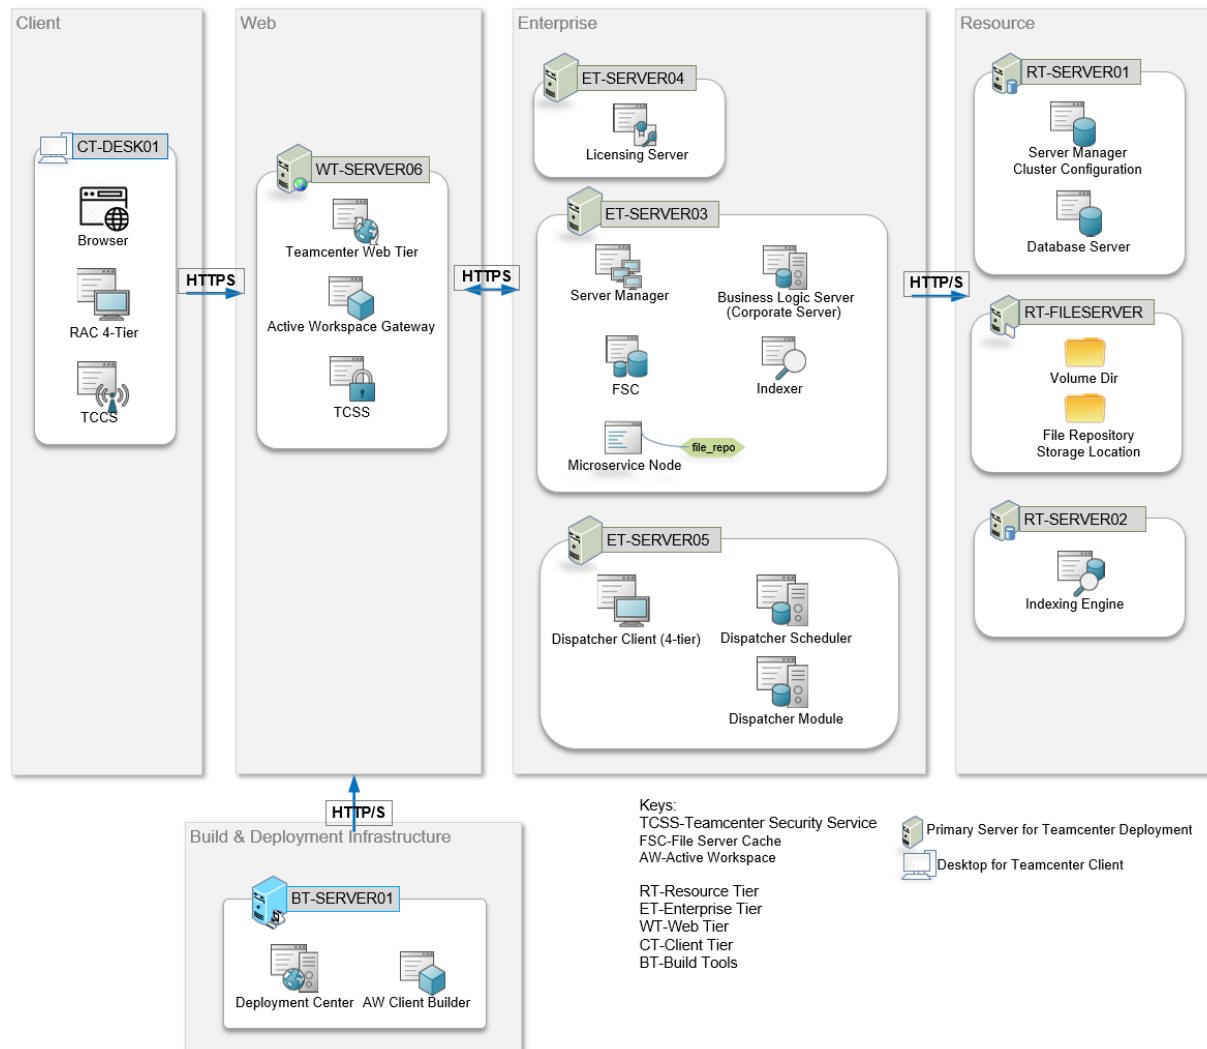 Client
CT-DESK01
Browser
RAC 4-Tier
TCCS
HTTPS
Web
WT-SERVER06
Teamcenter Web Tier
Active Workspace Gateway
TCSS
HTTPS
Enterprise
ET-SERVER04
Licensing Server
ET-SERVER03
Server Manager
Business Logic Server
(Corporate Server)
FSC
Indexer
Microservice Node
file_repo
ET-SERVER05
Dispatcher Client (4-tier)
Dispatcher Scheduler
Dispatcher Module
HTTP/S
Resource
RT-SERVER01
Server Manager
Cluster Configuration
Database Server
RT-FILESERVER
Volume Dir
File Repository
Storage Location
RT-SERVER02
Indexing Engine
HTTP/S
Build & Deployment Infrastructure
BT-SERVER01
Deployment Center
AW Client Builder
Keys:
TCSS-Teamcenter Security Service
FSC-File Server Cache
AW-Active Workspace
RT-Resource Tier
ET-Enterprise Tier
WT-Web Tier
CT-Client Tier
BT-Build Tools
Primary Server for Teamcenter Deployment
Desktop for Teamcenter Client